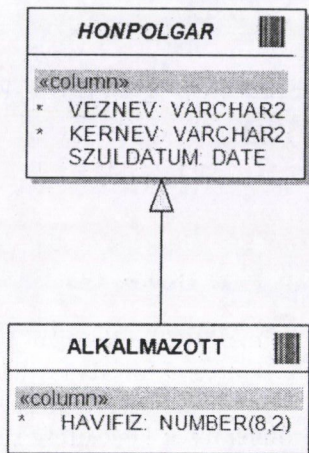 HONPOLGAR
«column»
* VEZNEV: VARCHAR2
* KERNEV: VARCHAR2
SZULDATUM: DATE
ALKALMAZOTT
«column»
* HAVIFIZ: NUMBER(8,2)